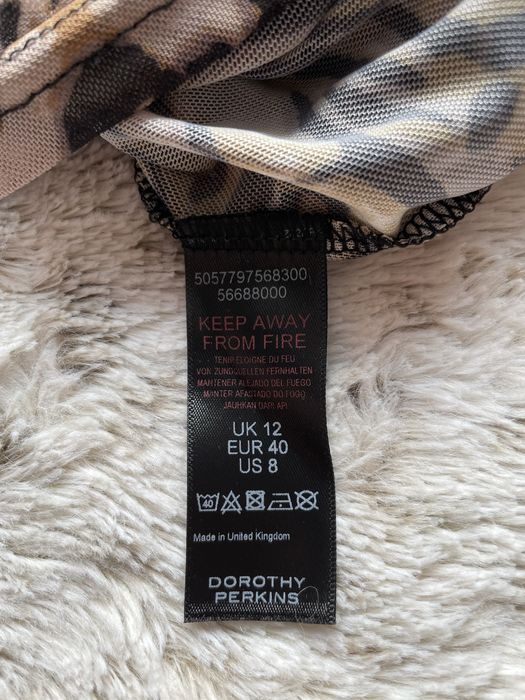 5057797568300
56688000
KEEP AWAY
FROM FIRE
TENIR ELOIGNE DU FEU
VON ZUNDQUELLEN FERNHALTEN
MANTENER ALEJADO DEL FUEGO
MANTER AFASTADO DO FOGO
JAUHKAN DARI API
UK 12
EUR 40
US 8
40
Made in United Kingdom
DOROTHY
PERKINS